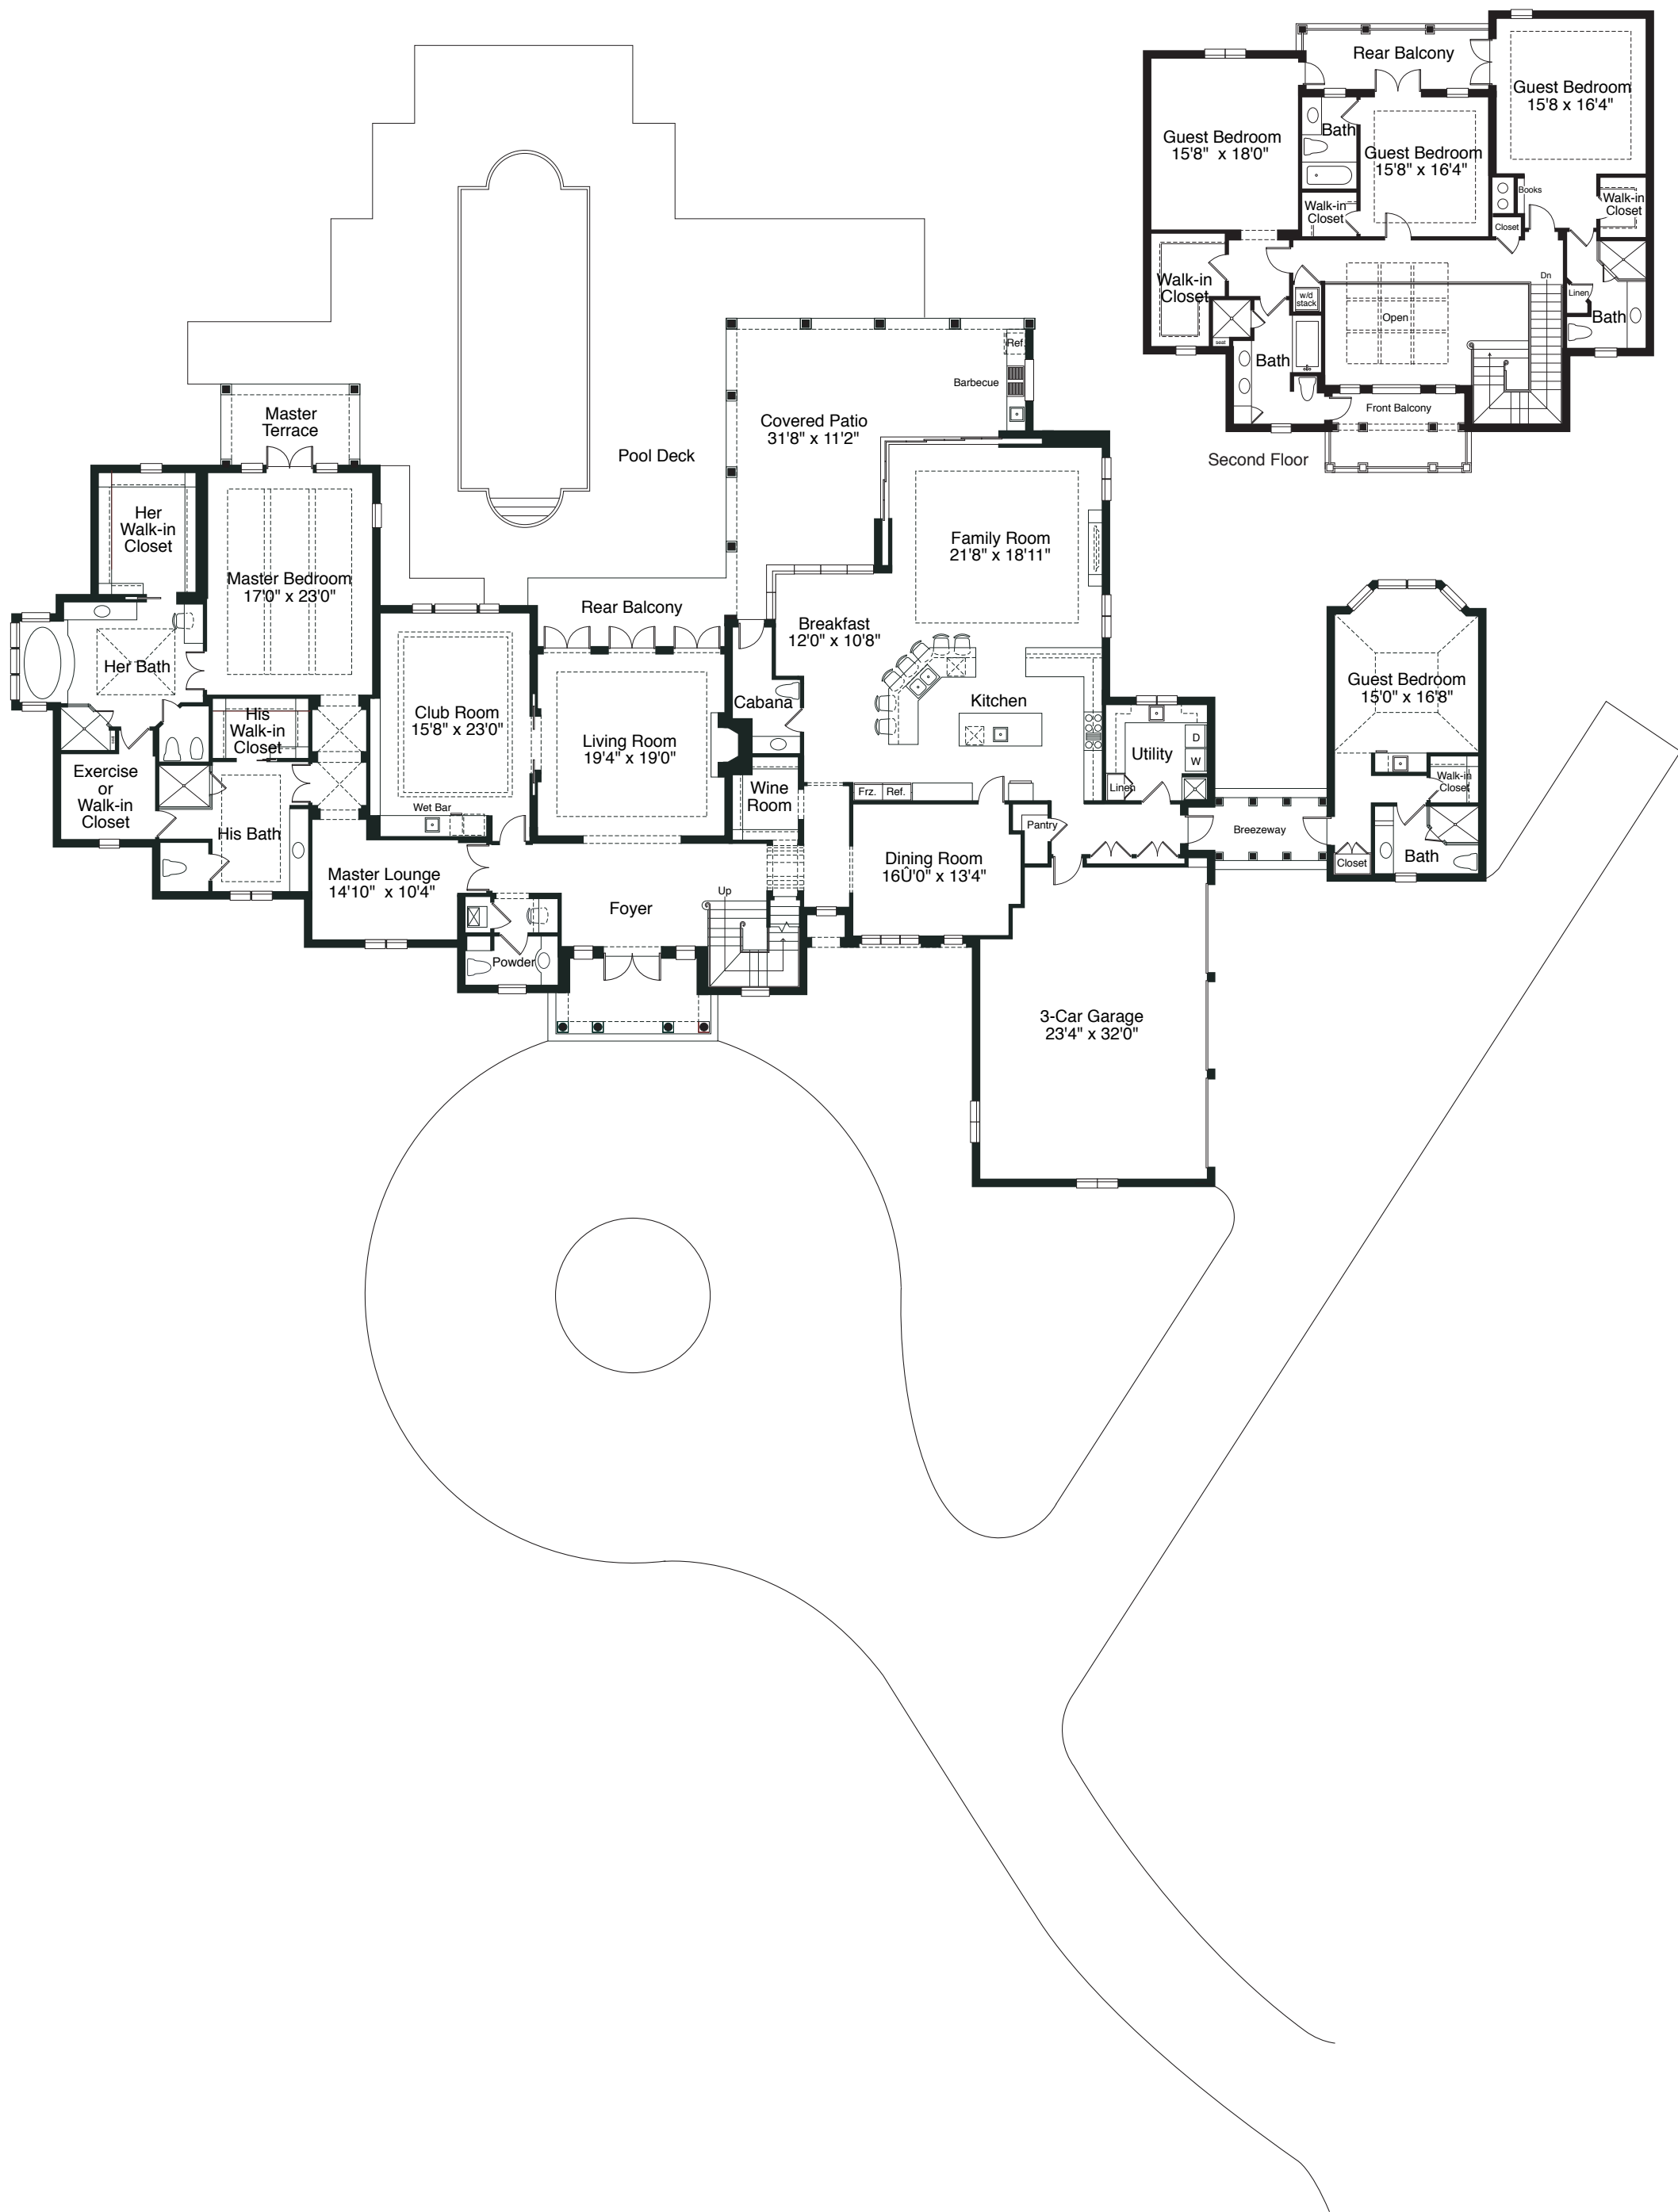 Rear Balcony
Guest Bedroom
15'8 x 16'4"
Guest Bedroom
15'8" x 18'0"
Bath
Guest Bedroom
15'8" x 16'4"
Books
Walk-in
Closet
Walk-in
Closet
Closet
Walk-in
Closet
Dn
w/d
stack
Linen
Open
Bath
Bath
seat
Front Balcony
Second Floor
Ref.
Barbecue
Master
Terrace
Covered Patio
31'8" x 11'2"
Pool Deck
Her
Walk-in
Closet
Family Room
21'8" x 18'11"
Master Bedroom
17'0" x 23'0"
Rear Balcony
Breakfast
12'0" x 10'8"
Her Bath
Guest Bedroom
15'0" x 16'8"
Cabana
Kitchen
His
Walk-in
Closet
Club Room
15'8" x 23'0"
Living Room
19'4" x 19'0"
Utility
D
W
Exercise
or
Walk-in
Closet
Wine
Room
Frz.
Ref.
Linen
Walk-in
Closet
Wet Bar
His Bath
Pantry
Breezeway
Dining Room
16Û'0" x 13'4"
Closet
Bath
Master Lounge
14'10" x 10'4"
Up
Foyer
Powder
3-Car Garage
23'4" x 32'0"